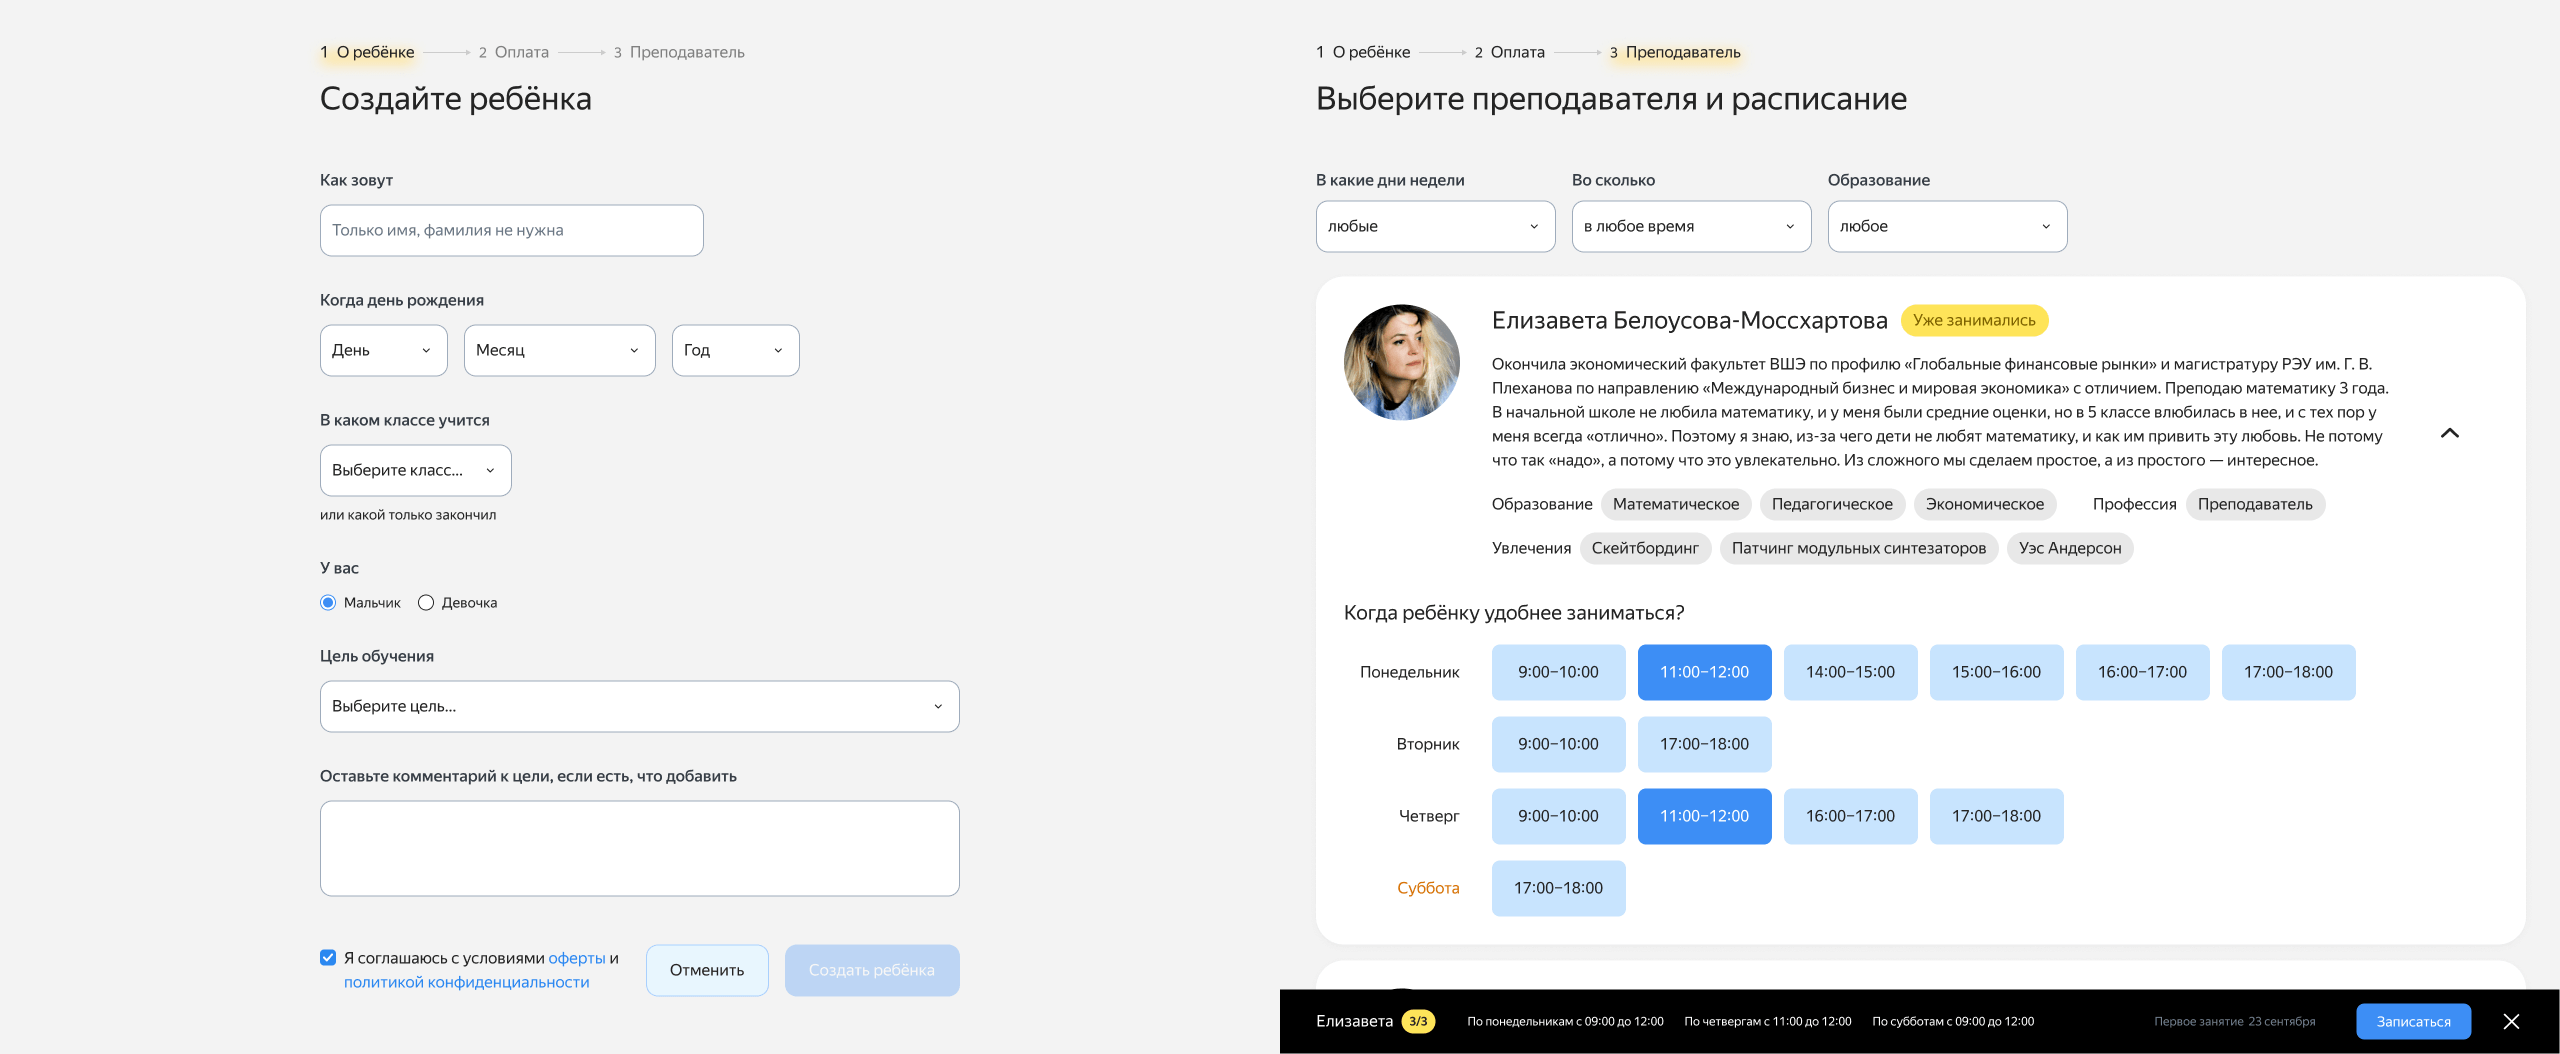 1 О ребёнке 2 Оплата 3 Преподаватель
Создайте ребёнка
Как зовут
Только имя, фамилия не нужна
Когда день рождения
День Месяц Год
В каком классе учится
Выберите класс...
или какой только закончил
У вас
Мальчик Девочка
Цель обучения
Выберите цель...
Оставьте комментарий к цели, если есть, что добавить
Я соглашаюсь с условиями оферты и
политикой конфиденциальности
Отменить Создать ребёнка
1 О ребёнке 2 Оплата 3 Преподаватель
Выберите преподавателя и расписание
В какие дни недели Во сколько Образование
любые в любое время любое
Елизавета Белоусова-Моссхартова Уже занимались
Окончила экономический факультет ВШЭ по профилю «Глобальные финансовые рынки» и магистратуру РЭУ им. Г. В.
Плеханова по направлению «Международный бизнес и мировая экономика» с отличием. Преподаю математику 3 года.
В начальной школе не любила математику, и у меня были средние оценки, но в 5 классе влюбилась в нее, и с тех пор у
меня всегда «отлично». Поэтому я знаю, из-за чего дети не любят математику, и как им привить эту любовь. Не потому
что так «надо», а потому что это увлекательно. Из сложного мы сделаем простое, а из простого — интересное.
Образование Математическое Педагогическое Экономическое Профессия Преподаватель
Увлечения Скейтбординг Патчинг модульных синтезаторов Уэс Андерсон
Когда ребёнку удобнее заниматься?
Понедельник 9:00–10:00 11:00–12:00 14:00–15:00 15:00–16:00 16:00–17:00 17:00–18:00
Вторник 9:00–10:00 17:00–18:00
Четверг 9:00–10:00 11:00–12:00 16:00–17:00 17:00–18:00
Суббота 17:00–18:00
Елизавета 3/3 По понедельникам с 09:00 до 12:00 По четвергам с 11:00 до 12:00 По субботам с 09:00 до 12:00 Первое занятие 23 сентября Записаться